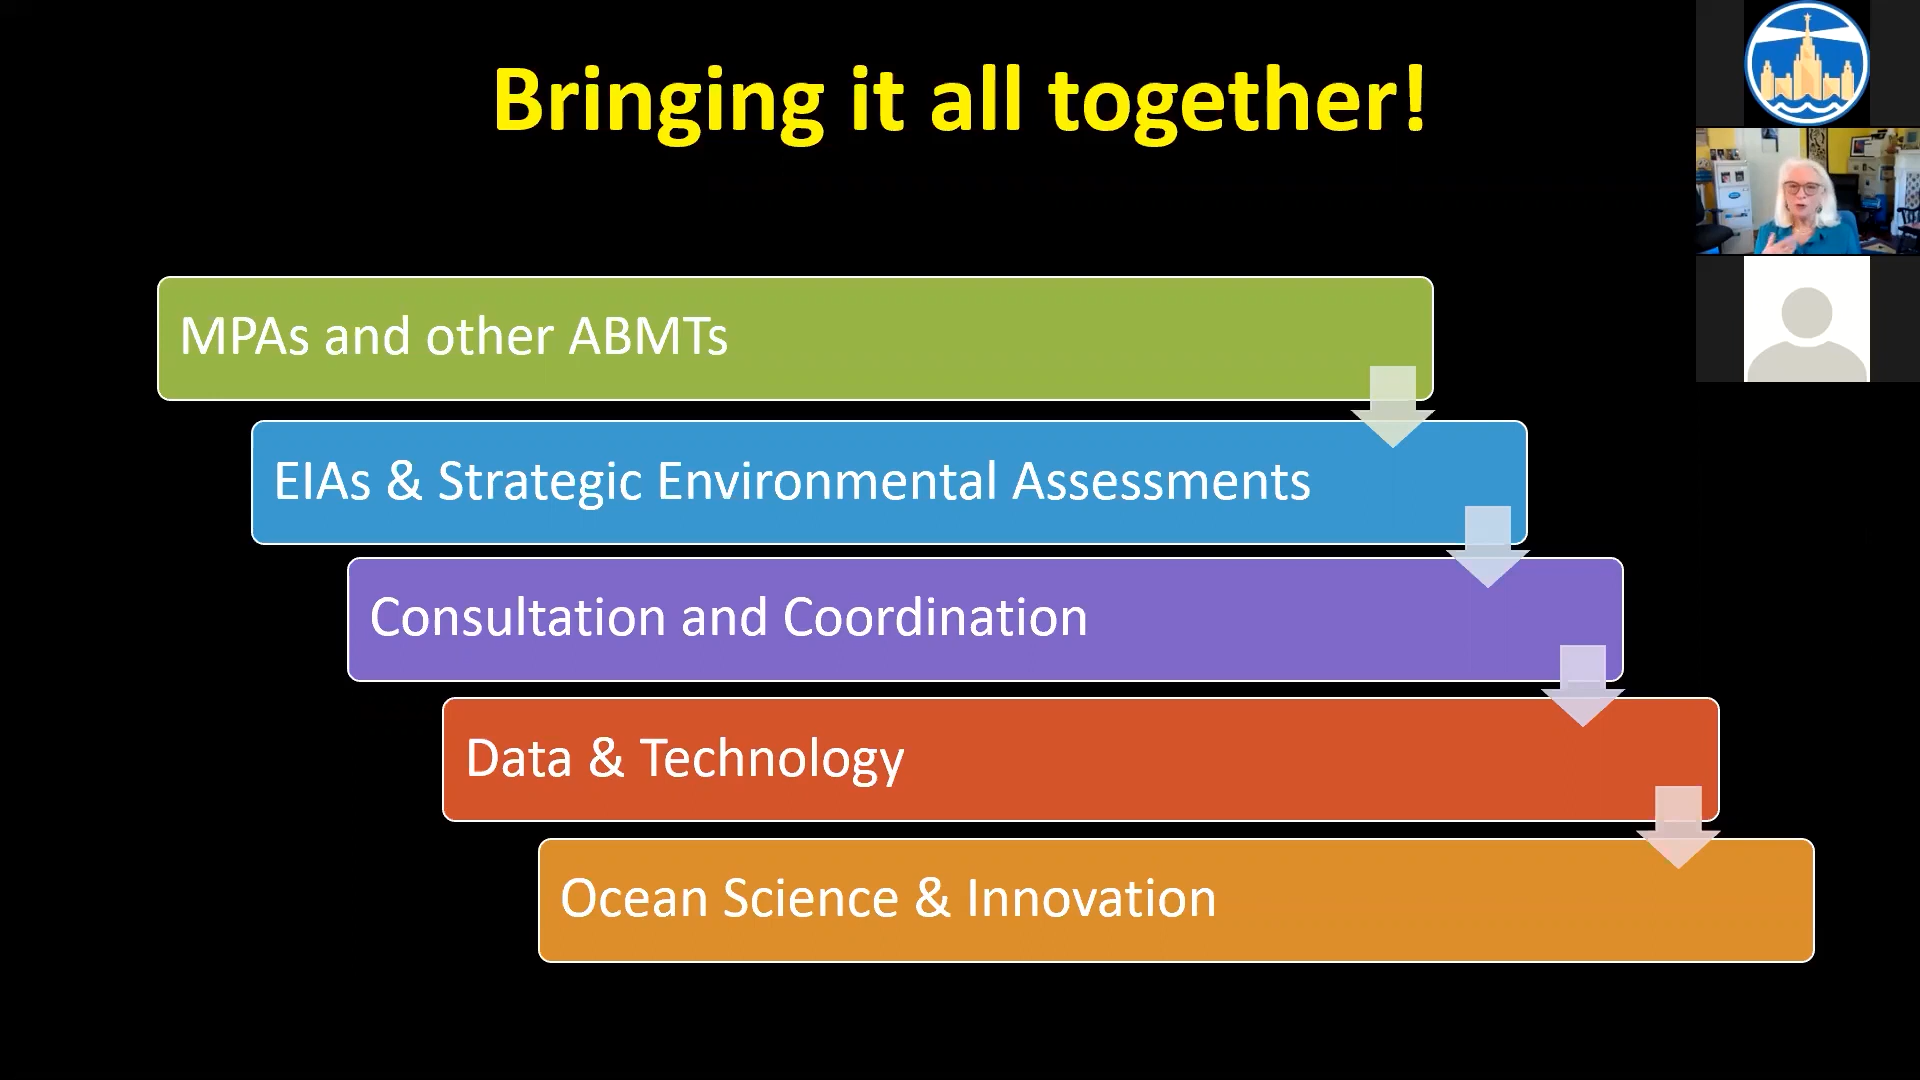 Bringing it all together!
MPAs and other ABMTs
EIAs & Strategic Environmental Assessments
Consultation and Coordination
Data & Technology
Ocean Science & Innovation